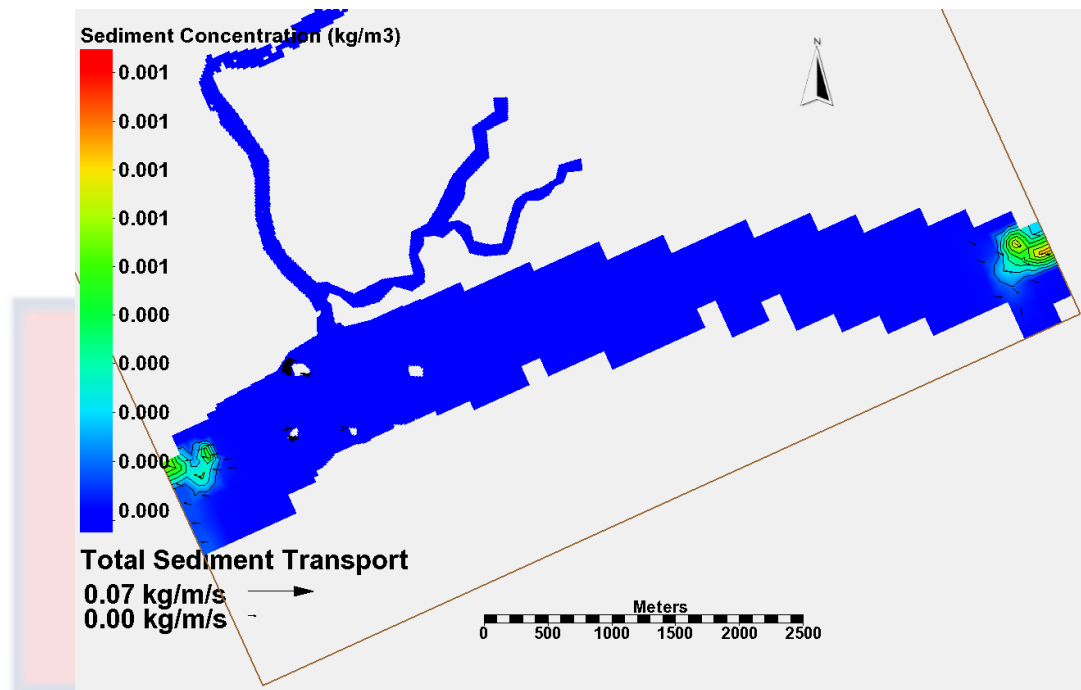 Sediment Concentration (kg/m3)
0.001
0.001
0.001
0.001
0.001
0.000
0.000
0.000
0.000
0.000
N
Total Sediment Transport
0.07 kg/m/s
0.00 kg/m/s
Meters
0 500 1000 1500 2000 2500